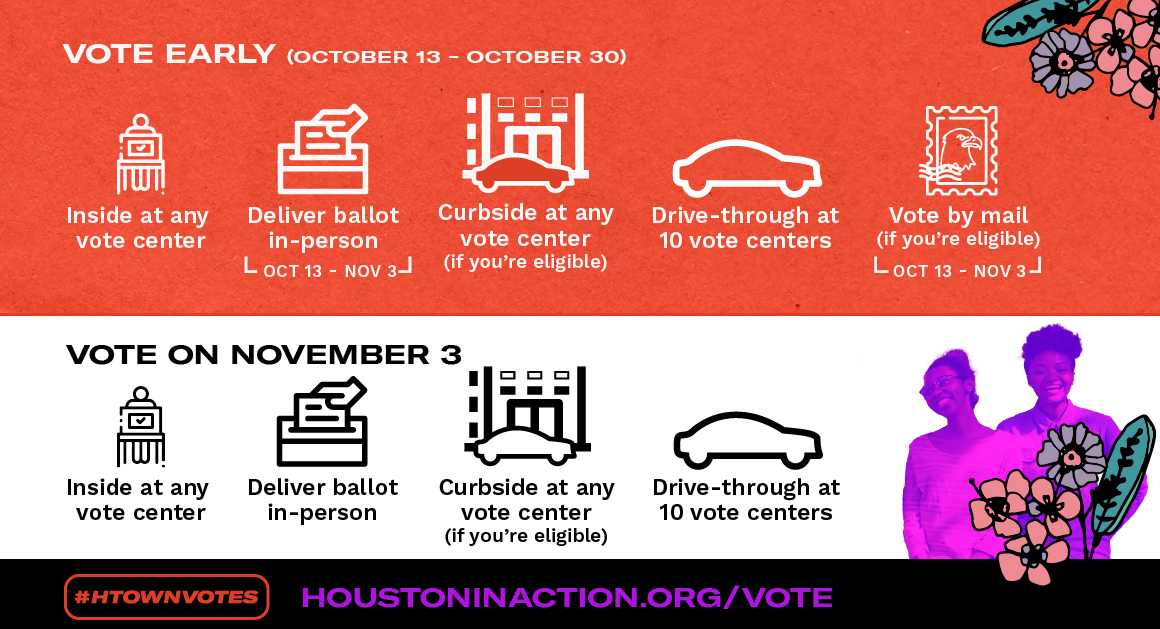 VOTE EARLY (OCTOBER 13 – OCTOBER 30)
Inside at any
vote center
Deliver ballot
in-person
OCT 13 - NOV 3
Curbside at any
vote center
(if you're eligible)
Drive-through at
10 vote centers
Vote by mail
(if you're eligible)
OCT 13 - NOV 3
VOTE ON NOVEMBER 3
Inside at any
vote center
Deliver ballot
in-person
Curbside at any
vote center
(if you're eligible)
Drive-through at
10 vote centers
#HTOWNVOTES
HOUSTONINACTION.ORG/VOTE